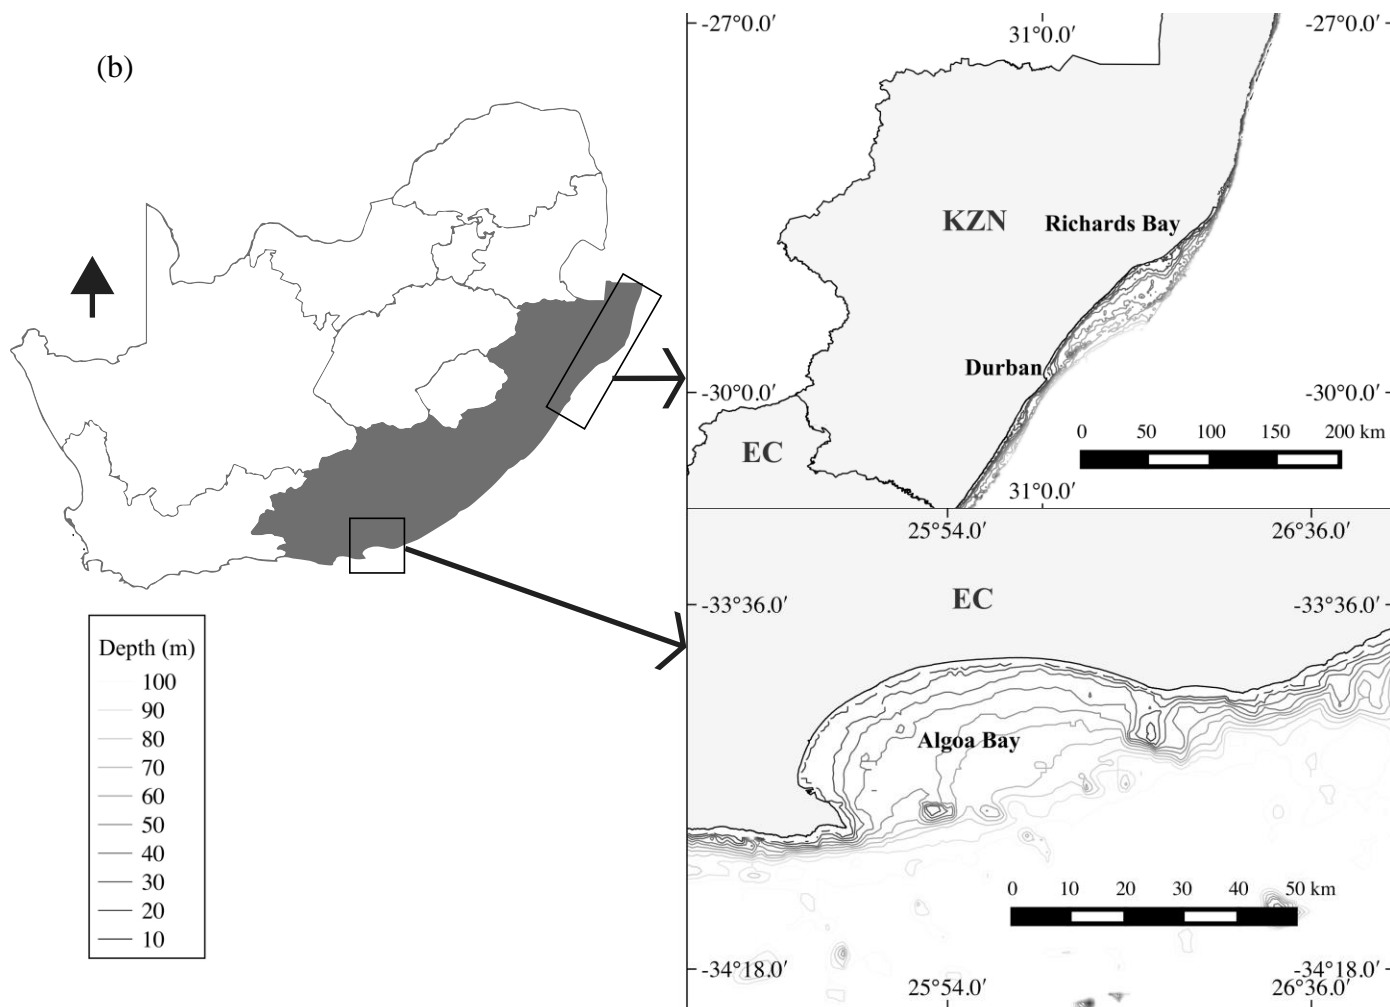 (b)
Depth (m)
100
90
80
70
60
50
40
30
20
10
-27°0.0′ 31°0.0′ -27°0.0′
KZN
Richards Bay
Durban
-30°0.0′ -30°0.0′
EC
0 50 100 150 200 km
31°0.0′
25°54.0′ 26°36.0′
-33°36.0′ EC -33°36.0′
Algoa Bay
0 10 20 30 40 50 km
-34°18.0′ -34°18.0′
25°54.0′ 26°36.0′